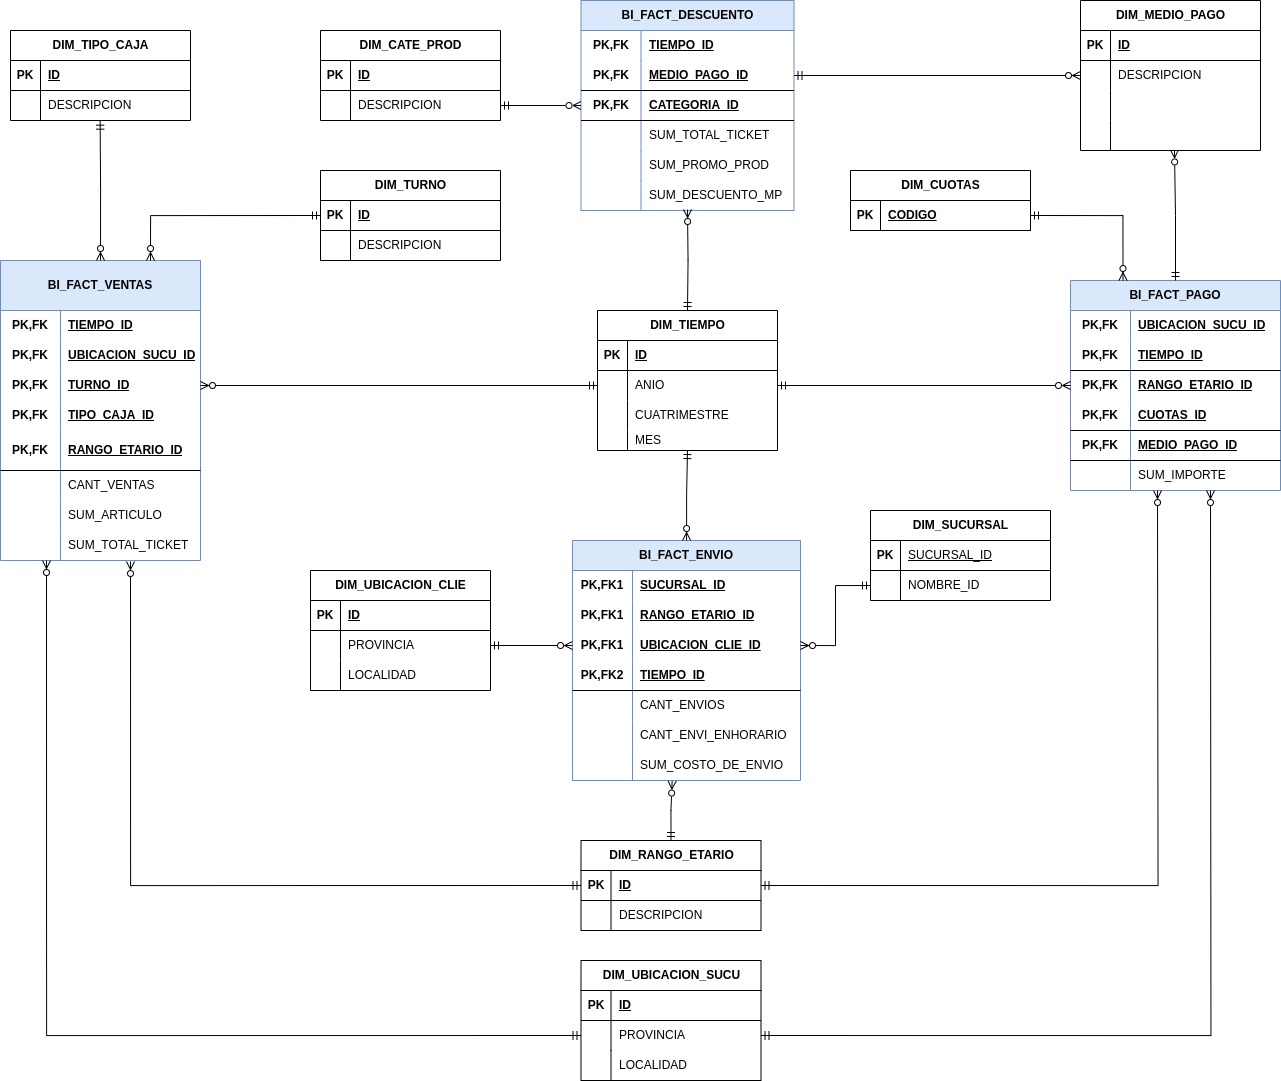 BI_FACT_DESCUENTO
PK,FK TIEMPO_ID
PK,FK MEDIO_PAGO_ID
PK,FK CATEGORIA_ID
SUM_TOTAL_TICKET
SUM_PROMO_PROD
SUM_DESCUENTO_MP
DIM_MEDIO_PAGO
PK ID
DESCRIPCION
DIM_TIPO_CAJA
PK ID
DESCRIPCION
DIM_CATE_PROD
PK ID
DESCRIPCION
DIM_TURNO
PK ID
DESCRIPCION
DIM_CUOTAS
PK CODIGO
BI_FACT_VENTAS
PK,FK TIEMPO_ID
PK,FK UBICACION_SUCU_ID
PK,FK TURNO_ID
PK,FK TIPO_CAJA_ID
PK,FK RANGO_ETARIO_ID
CANT_VENTAS
SUM_ARTICULO
SUM_TOTAL_TICKET
DIM_TIEMPO
PK ID
ANIO
CUATRIMESTRE
MES
BI_FACT_PAGO
PK,FK UBICACION_SUCU_ID
PK,FK TIEMPO_ID
PK,FK RANGO_ETARIO_ID
PK,FK CUOTAS_ID
PK,FK MEDIO_PAGO_ID
SUM_IMPORTE
DIM_SUCURSAL
PK SUCURSAL_ID
NOMBRE_ID
BI_FACT_ENVIO
PK,FK1 SUCURSAL_ID
PK,FK1 RANGO_ETARIO_ID
PK,FK1 UBICACION_CLIE_ID
PK,FK2 TIEMPO_ID
CANT_ENVIOS
CANT_ENVI_ENHORARIO
SUM_COSTO_DE_ENVIO
DIM_UBICACION_CLIE
PK ID
PROVINCIA
LOCALIDAD
DIM_RANGO_ETARIO
PK ID
DESCRIPCION
DIM_UBICACION_SUCU
PK ID
PROVINCIA
LOCALIDAD